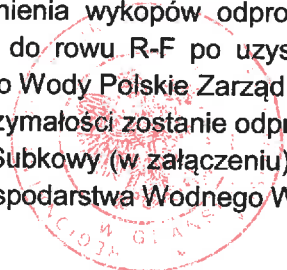 nienia wykopów odpro
do rowu R-F po uzys
o Wody Polskie Zarząd
zymałości zostanie odpr
Subkowy (w załączeniu)
spodarstwa Wodnego W